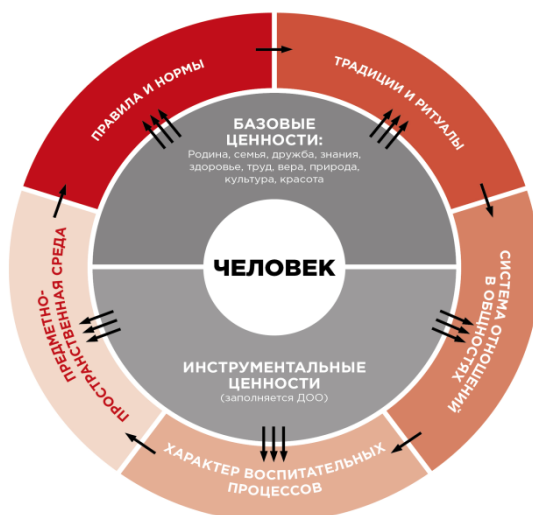 ПРАВИЛА И НОРМЫ
ТРАДИЦИИ И РИТУАЛЫ
БАЗОВЫЕ
ЦЕННОСТИ:
Родина, семья, дружба, знания,
здоровье, труд, вера, природа,
культура, красота
ЧЕЛОВЕК
ПРЕДМЕТНО-
ПРОСТРАНСТВЕННАЯ СРЕДА
СИСТЕМА ОТНОШЕНИЙ
В ОБЩНОСТЯХ
ИНСТРУМЕНТАЛЬНЫЕ
ЦЕННОСТИ
(заполняется ДОО)
ХАРАКТЕР ВОСПИТАТЕЛЬНЫХ
ПРОЦЕССОВ